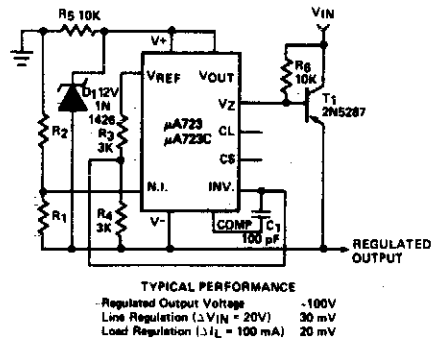 R5 10K
VIN
V+
VREF
VOUT
R6
10K
D1 12V
1N
1426
R3
3K
VZ
T1
2N5287
µA723
µA723C
CL
R2
CS
N.I.
INV.
R1
R4
3K
V-
COMP
C1
100 pF
REGULATED
OUTPUT
TYPICAL PERFORMANCE
Regulated Output Voltage -100V
Line Regulation (ΔVIN = 20V) 30 mV
Load Regulation (ΔIL = 100 mA) 20 mV